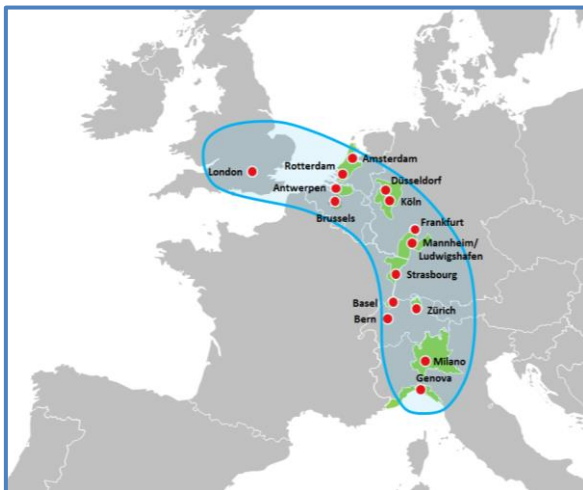 Amsterdam
London
Rotterdam
Antwerpen
Düsseldorf
Köln
Brussels
Frankfurt
Mannheim/
Ludwigshafen
Strasbourg
Basel
Zürich
Bern
Milano
Genova